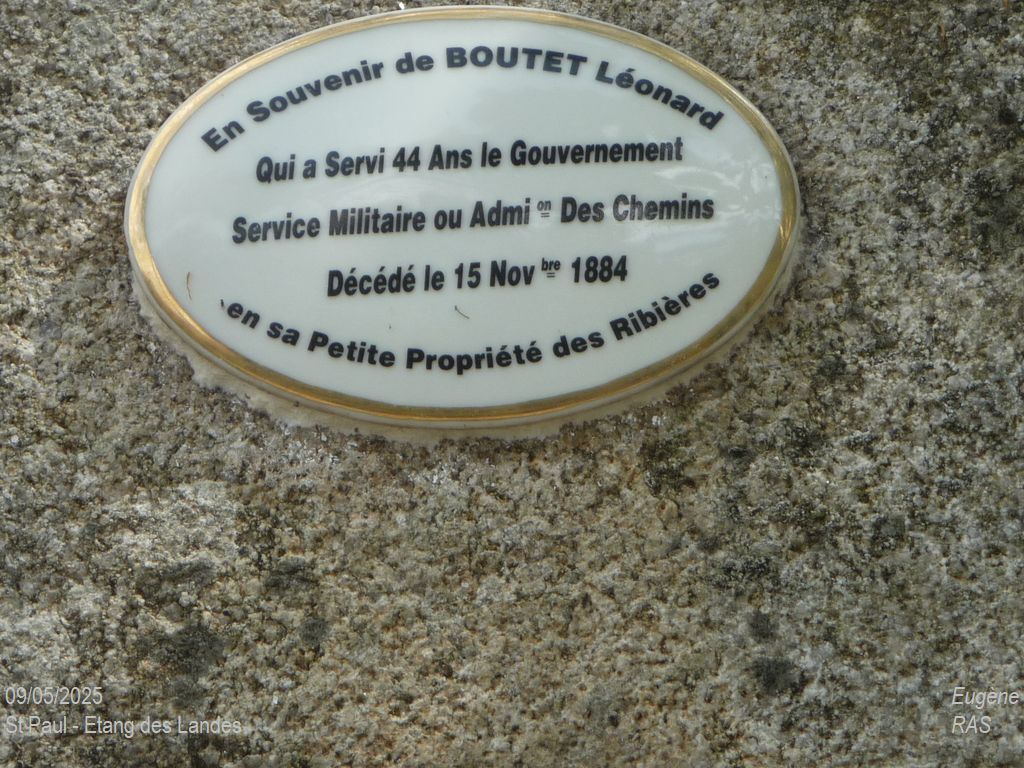 En Souvenir de BOUTET Léonard
Qui a Servi 44 Ans le Gouvernement
Service Militaire ou Admi on Des Chemins
Décédé le 15 Nov bre 1884
en sa Petite Propriété des Ribières
09/05/2025
St Paul - Etang des Landes
Eugene
RAS